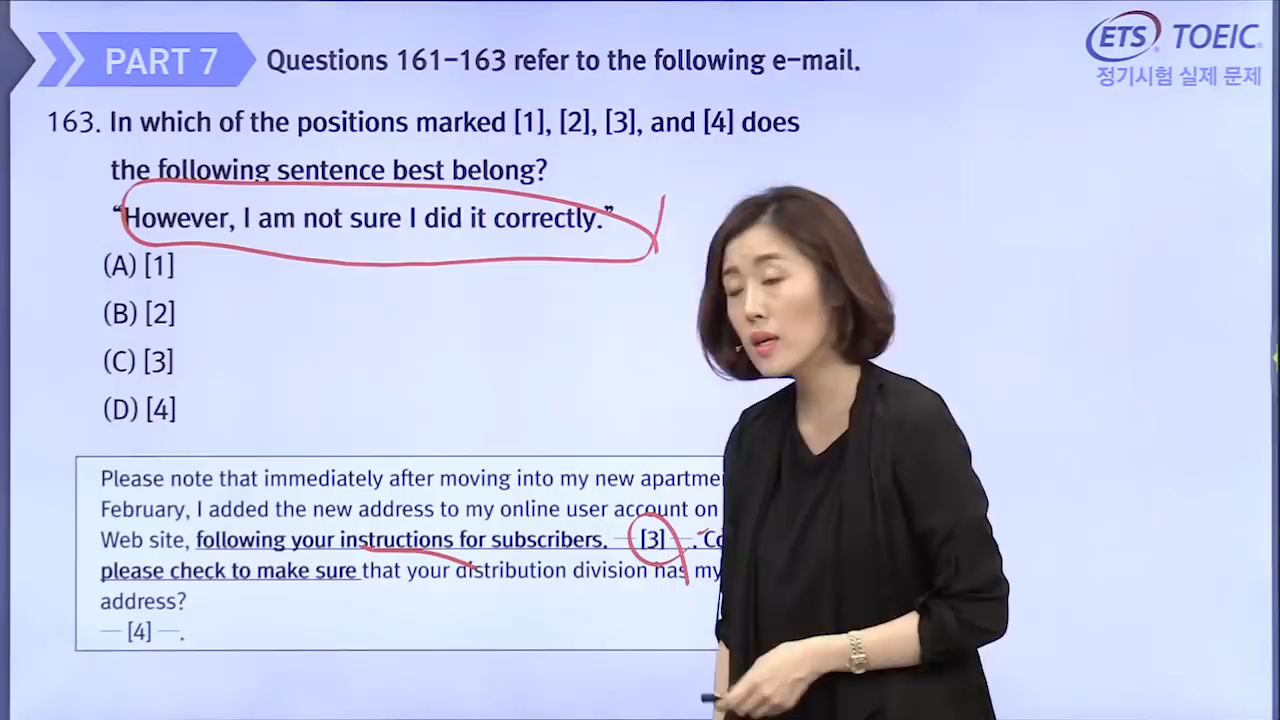 PART 7
Questions 161-163 refer to the following e-mail.
ETS TOEIC
정기시험 실제 문제
163. In which of the positions marked [1], [2], [3], and [4] does
the following sentence best belong?
“However, I am not sure I did it correctly.”
(A) [1]
(B) [2]
(C) [3]
(D) [4]
Please note that immediately after moving into my new
February, I added the new address to my online user account on
Web site, following your instructions for subscribers. — [3] —.
please check to make sure that your distribution division has my
address?
— [4] —.